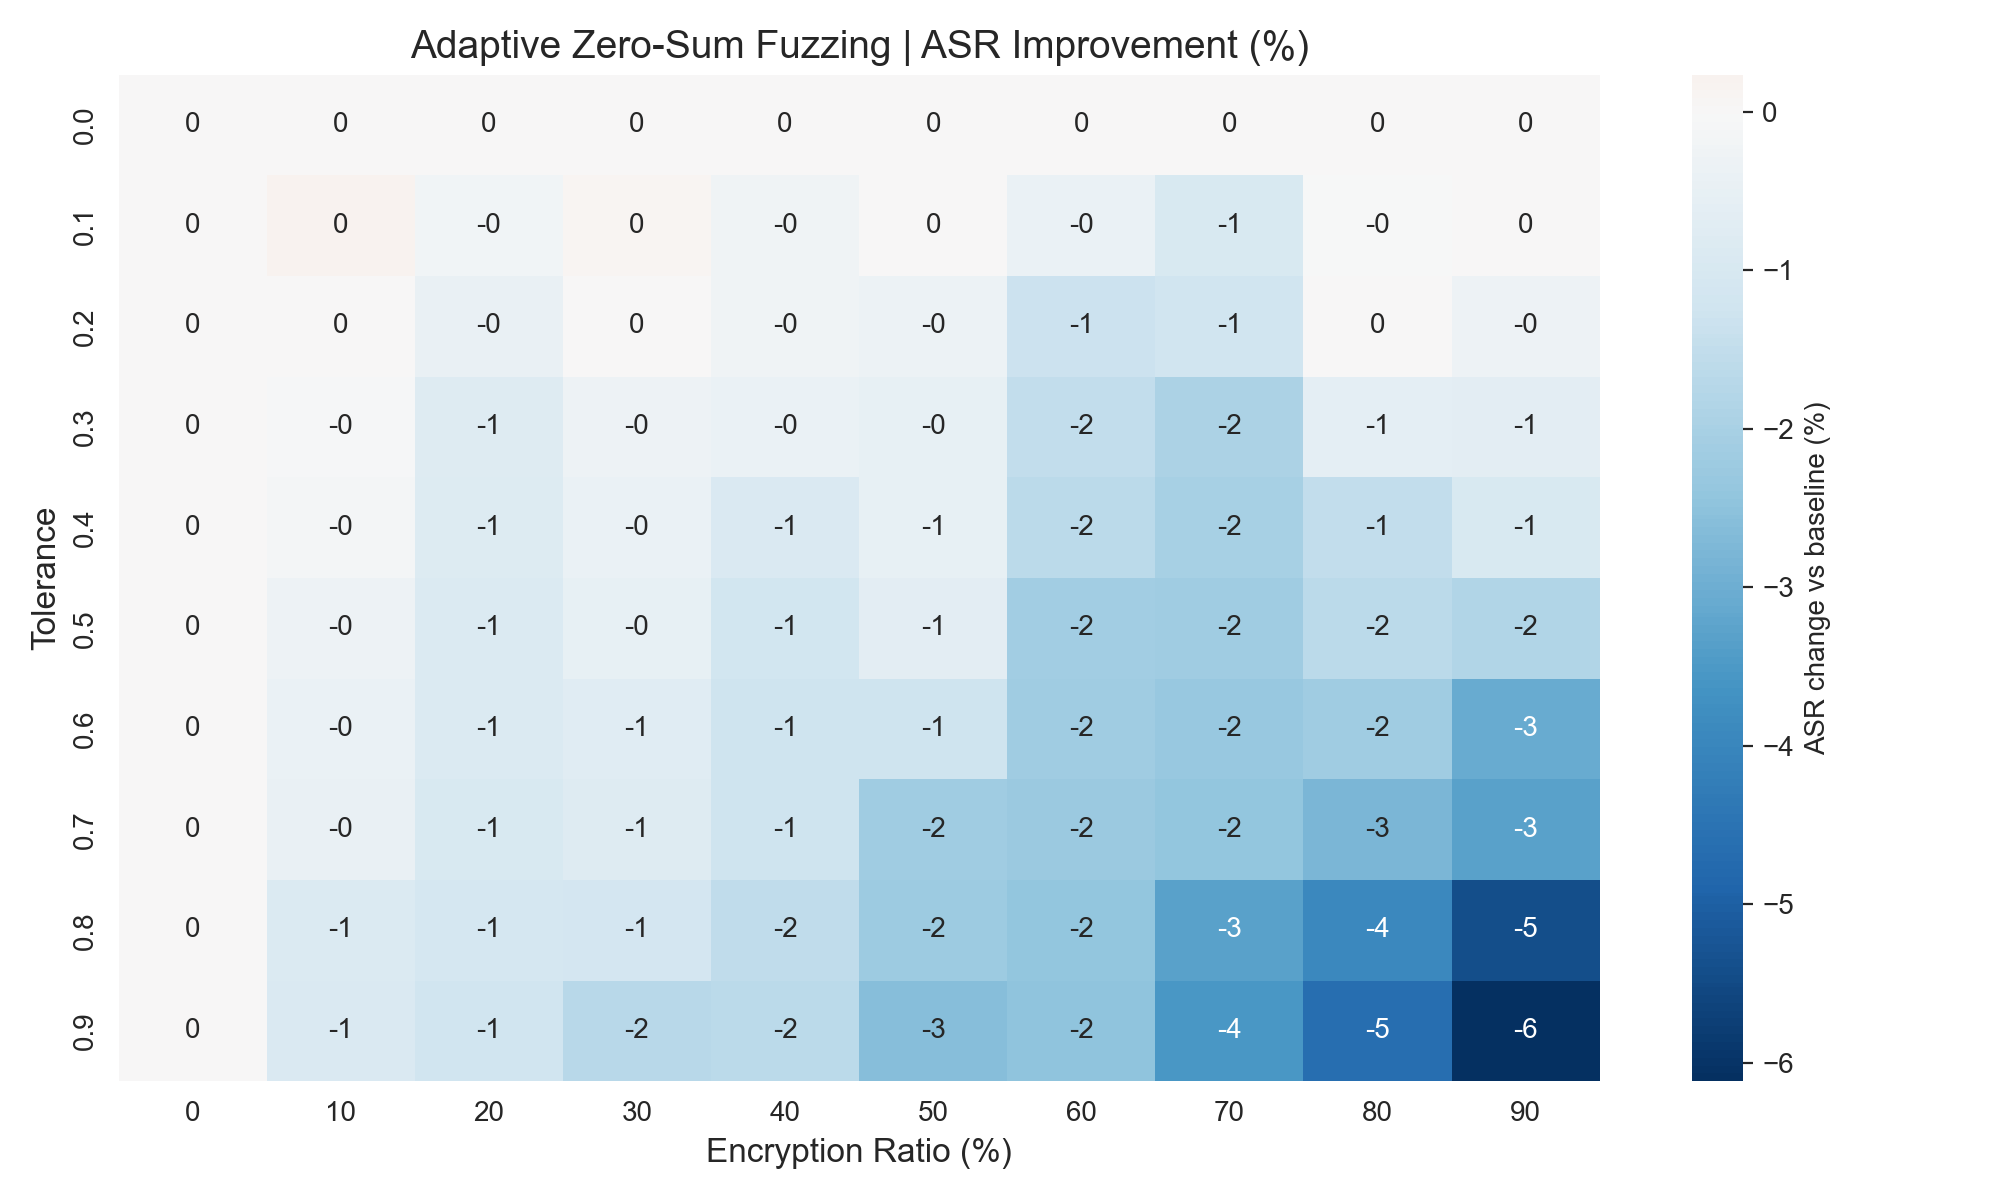 Adaptive Zero-Sum Fuzzing | ASR Improvement (%)
0.0 0 0 0 0 0 0 0 0 0 0
0.1 0 0 -0 0 -0 0 -0 -1 -0 0
0.2 0 0 -0 0 -0 -0 -1 -1 0 -0
0.3 0 -0 -1 -0 -0 -0 -2 -2 -1 -1
0.4 0 -0 -1 -0 -1 -1 -2 -2 -1 -1
0.5 0 -0 -1 -0 -1 -1 -2 -2 -2 -2
0.6 0 -0 -1 -1 -1 -1 -2 -2 -2 -3
0.7 0 -0 -1 -1 -1 -2 -2 -2 -3 -3
0.8 0 -1 -1 -1 -2 -2 -2 -3 -4 -5
0.9 0 -1 -1 -2 -2 -3 -2 -4 -5 -6
0 10 20 30 40 50 60 70 80 90
Encryption Ratio (%)
Tolerance
0
−1
−2
−3
−4
−5
−6
ASR change vs baseline (%)